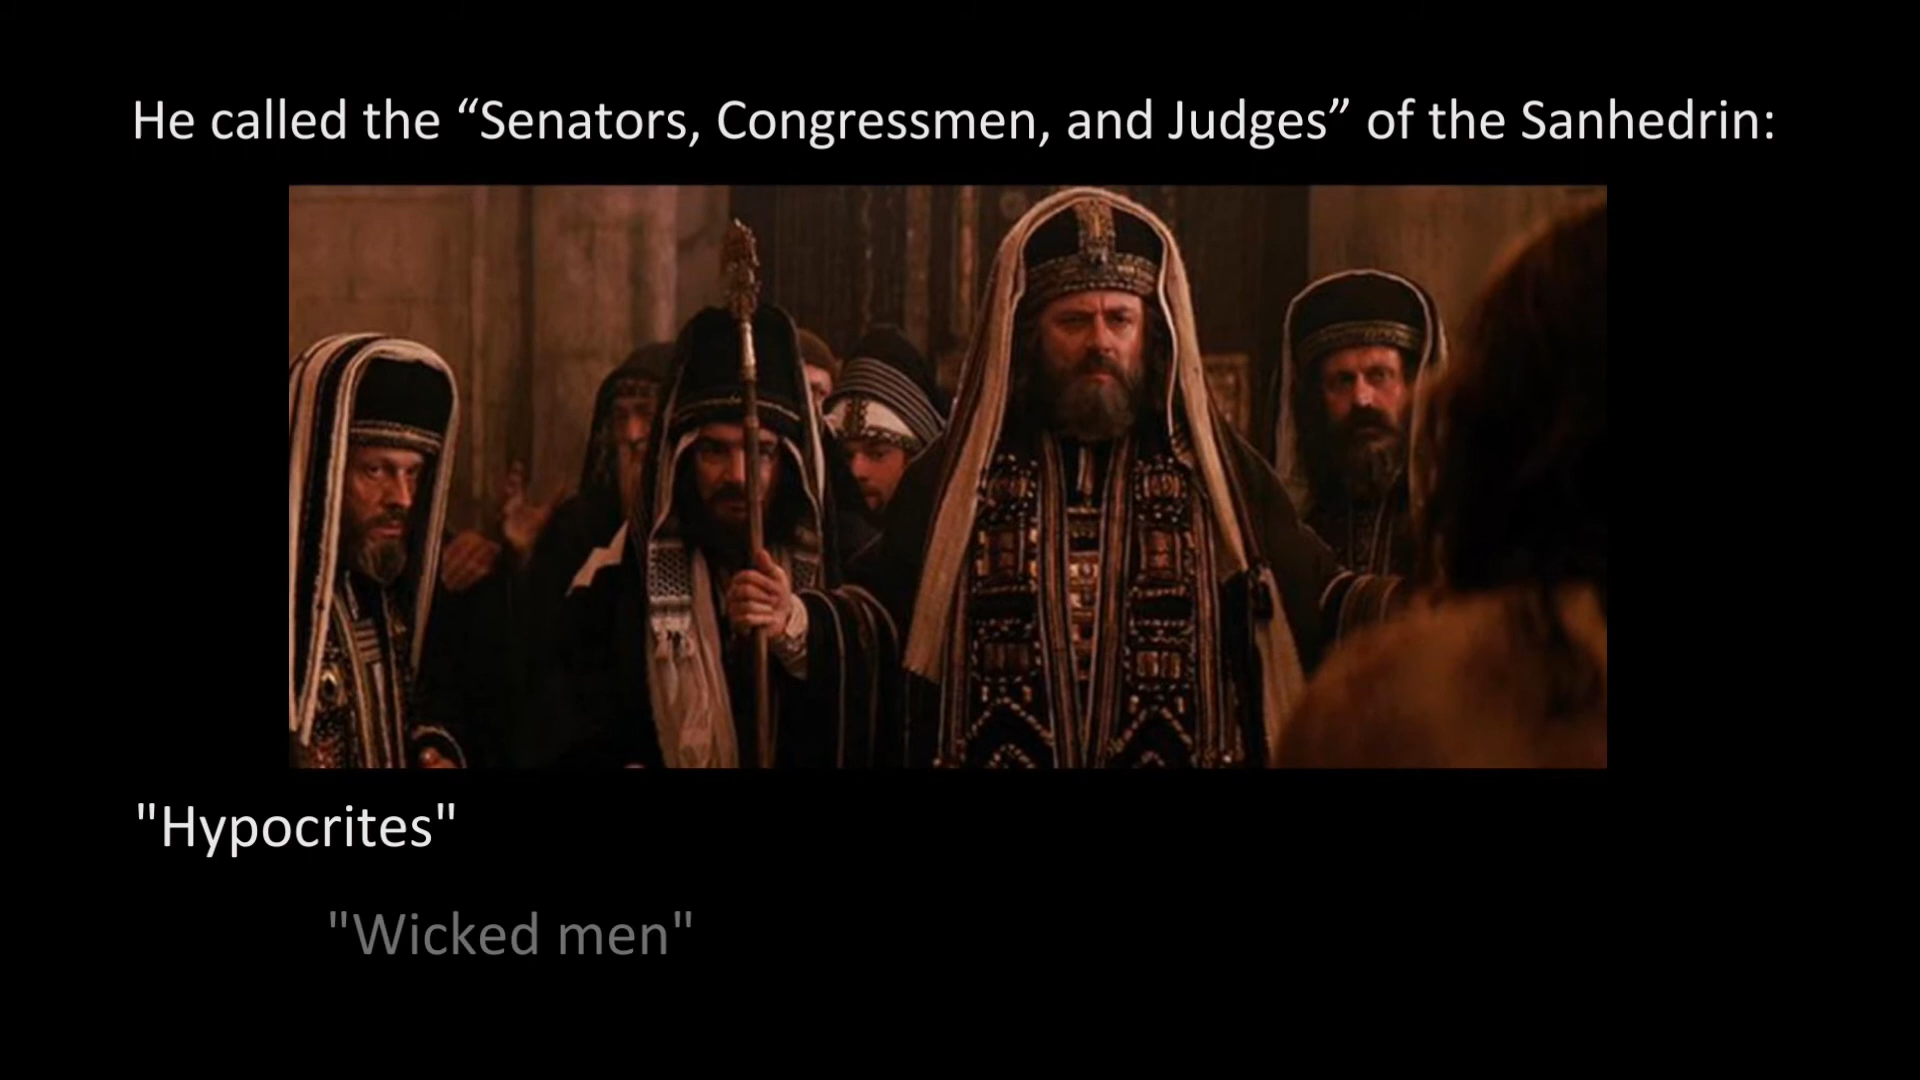 He called the “Senators, Congressmen, and Judges” of the Sanhedrin:
"Hypocrites"
"Wicked men"